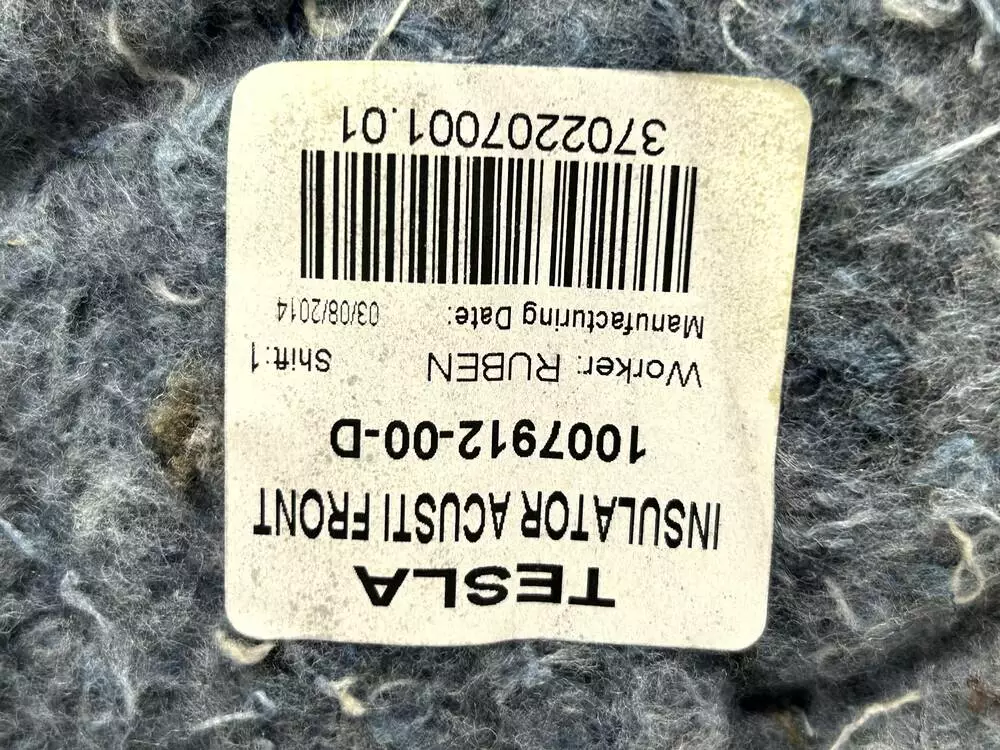 TESLA
INSULATOR ACUSTI FRONT
1007912-00-D
Worker: RUBEN Shift:1
Manufacturing Date: 03/08/2014
3702207001.01